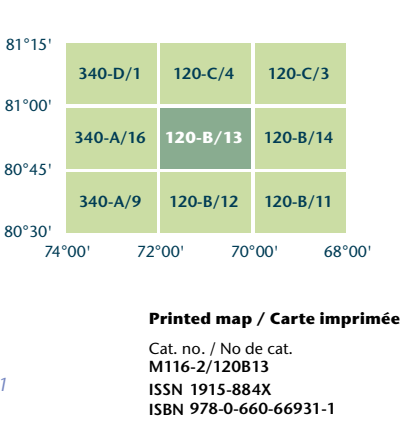 81°15'
340-D/1 120-C/4 120-C/3
81°00'
340-A/16 120-B/13 120-B/14
80°45'
340-A/9 120-B/12 120-B/11
80°30'
74°00' 72°00' 70°00' 68°00'
Printed map / Carte imprimée
Cat. no. / No de cat.
M116-2/120B13
ISSN 1915-884X
ISBN 978-0-660-66931-1
1